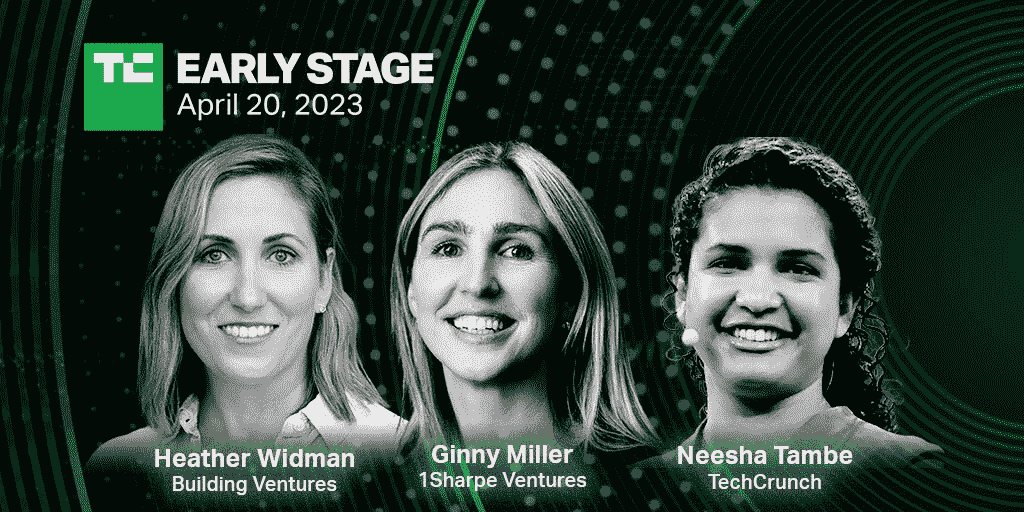 TC
EARLY STAGE
April 20, 2023
Heather Widman
Building Ventures
Ginny Miller
1Sharpe Ventures
Neesha Tambe
TechCrunch